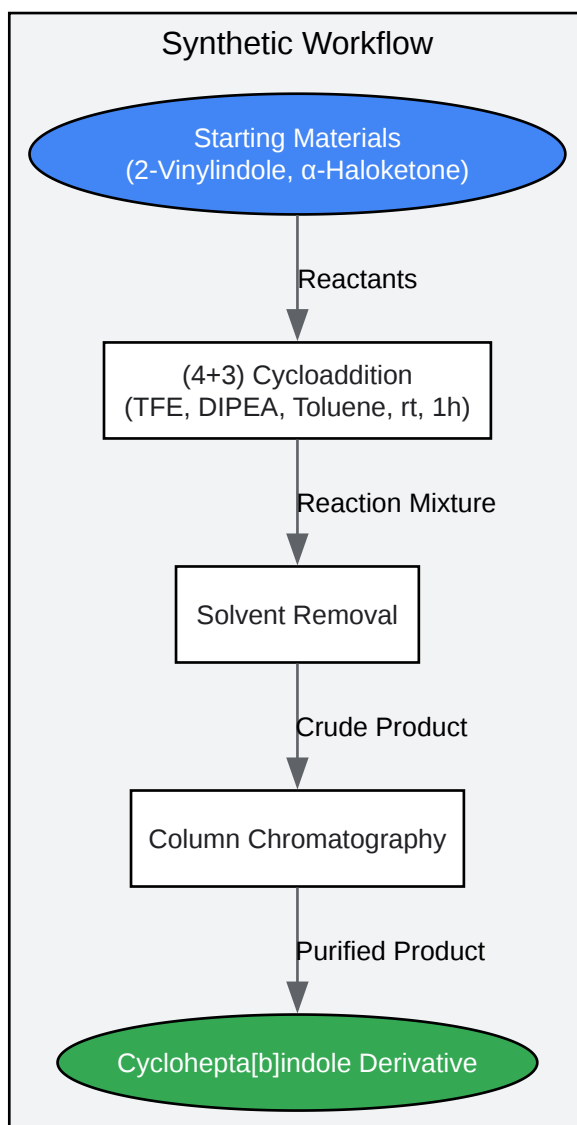 Synthetic Workflow
Starting Materials
(2-Vinylindole, α-Haloketone)
Reactants
(4+3) Cycloaddition
(TFE, DIPEA, Toluene, rt, 1h)
Reaction Mixture
Solvent Removal
Crude Product
Column Chromatography
Purified Product
Cyclohepta[b]indole Derivative